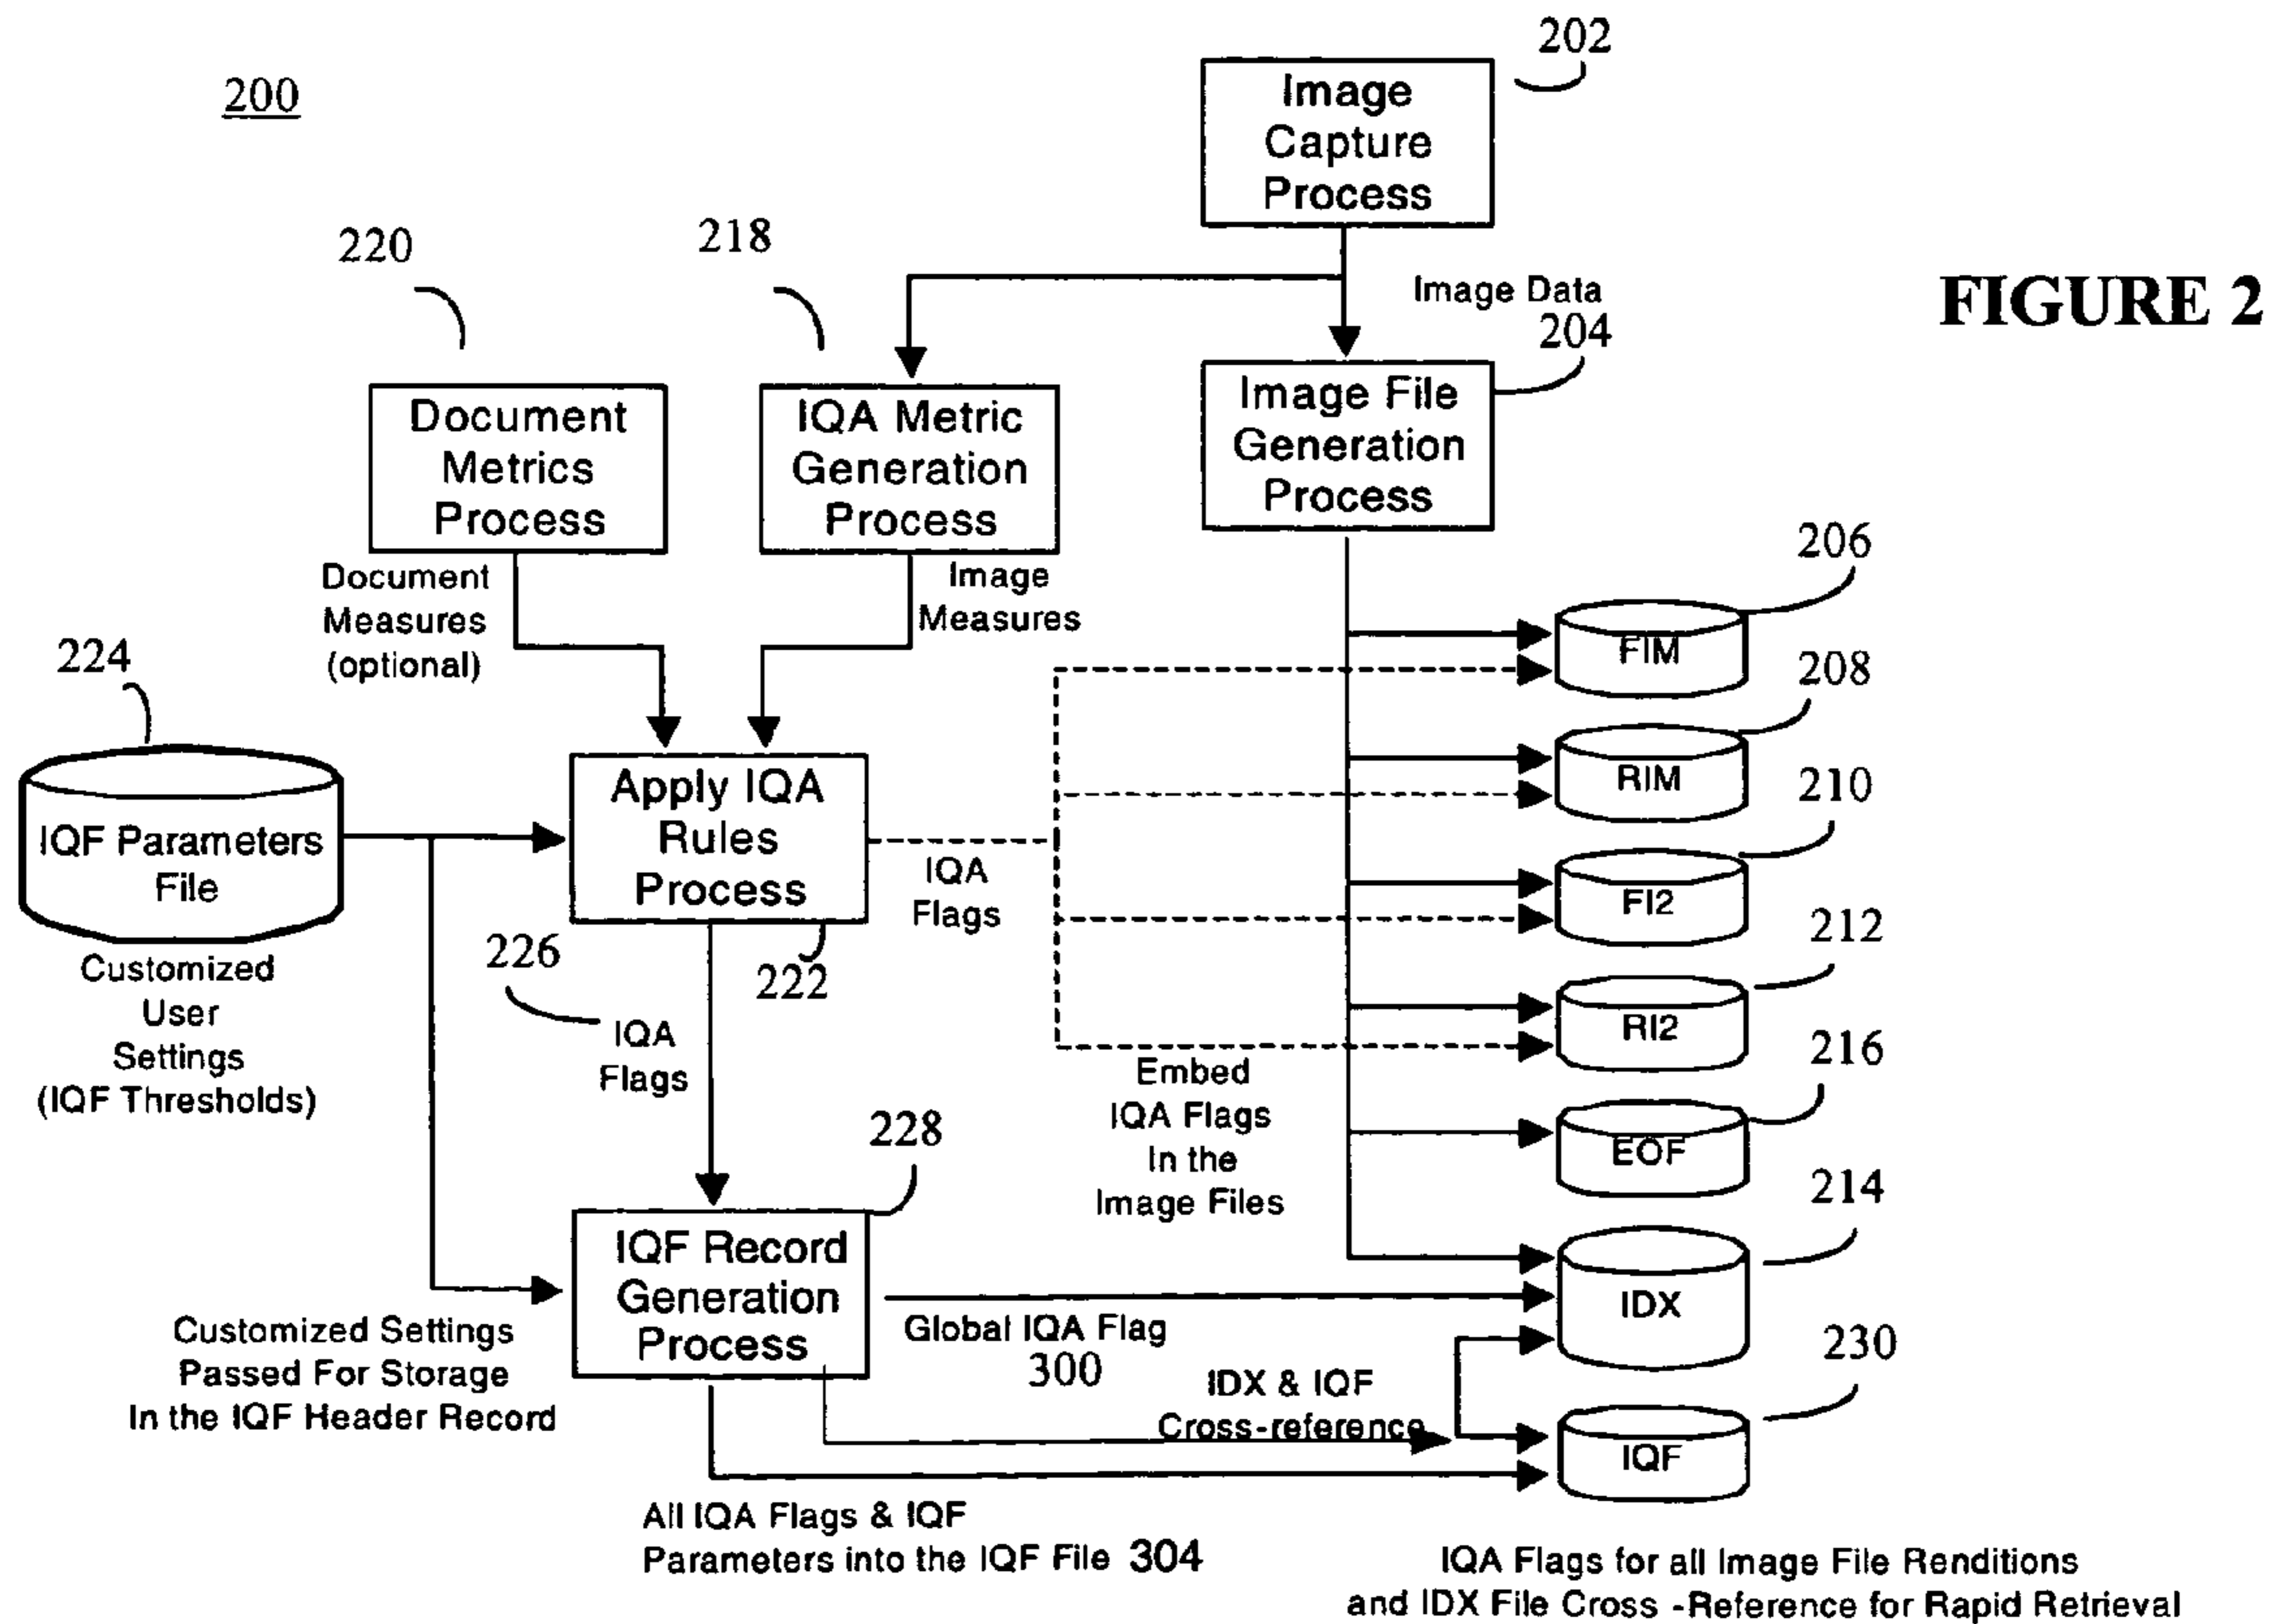 202
200
Image
Capture
Process
220
218
Image Data
204
FIGURE 2
Document
Metrics
Process
IQA Metric
Generation
Process
Image File
Generation
Process
206
Document
Measures
(optional)
Image
Measures
FIM
224
208
RIM
210
IQF Parameters
File
Apply IQA
Rules
Process
IQA
Flags
FI2
212
Customized
User
Settings
(IQF Thresholds)
226
222
IQA
Flags
RI2
216
Embed
IQA Flags
In the
Image Files
EOF
228
214
IQF Record
Generation
Process
Global IQA Flag
300
IDX
230
Customized Settings
Passed For Storage
In the IQF Header Record
IDX & IQF
Cross-reference
IQF
All IQA Flags & IQF
Parameters into the IQF File 304
IQA Flags for all Image File Renditions
and IDX File Cross -Reference for Rapid Retrieval